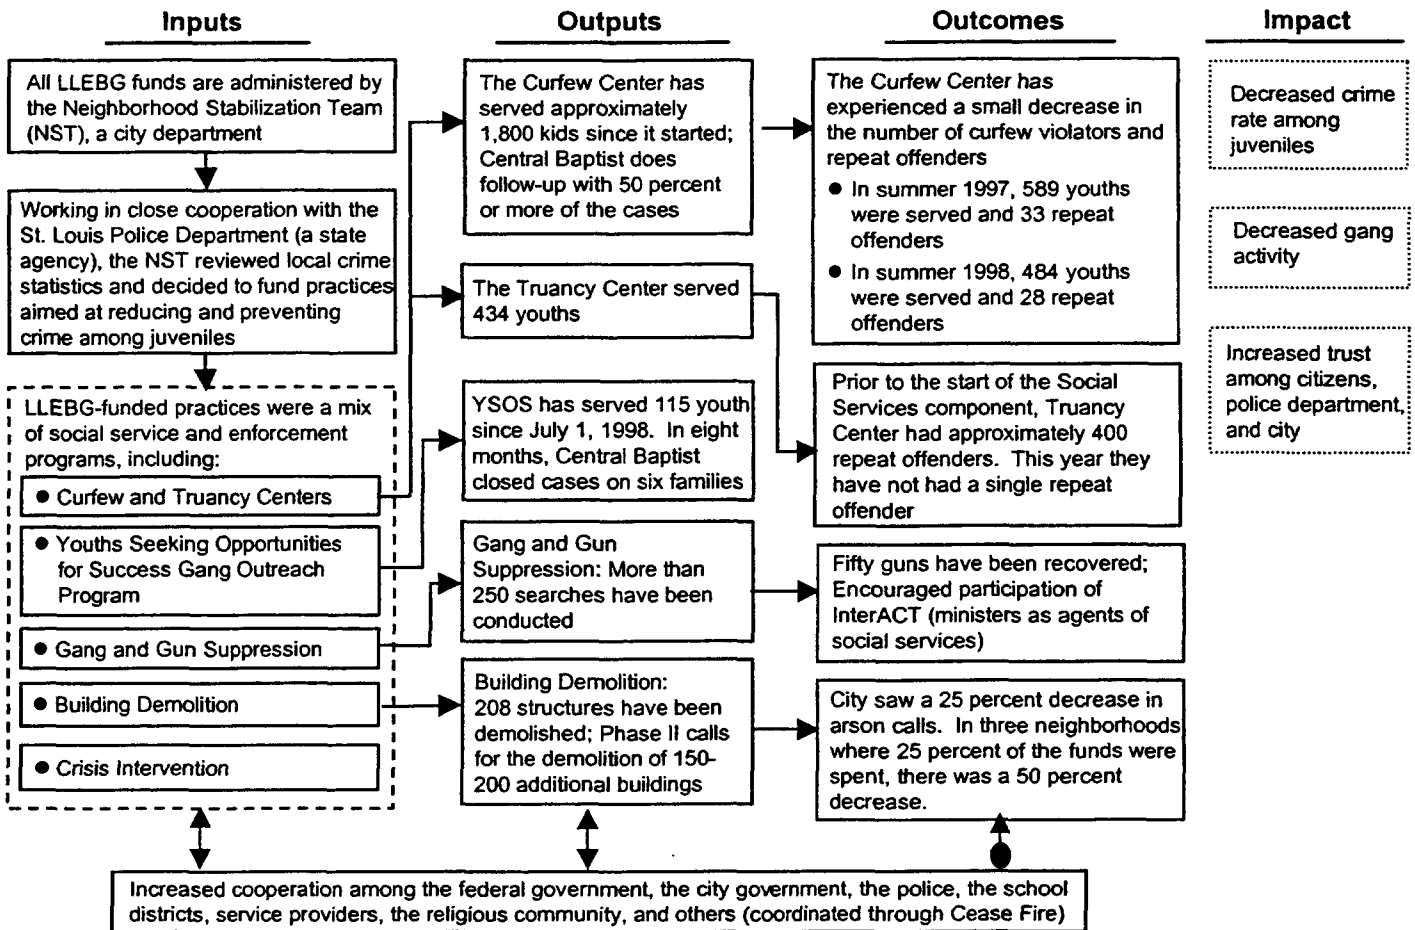 Inputs
All LLEBG funds are administered by
the Neighborhood Stabilization Team
(NST), a city department
Working in close cooperation with the
St. Louis Police Department (a state
agency), the NST reviewed local crime
statistics and decided to fund practices
aimed at reducing and preventing
crime among juveniles
LLEBG-funded practices were a mix
of social service and enforcement
programs, including:
● Curfew and Truancy Centers
● Youths Seeking Opportunities
for Success Gang Outreach
Program
● Gang and Gun Suppression
● Building Demolition
● Crisis Intervention
Outputs
The Curfew Center has
served approximately
1,800 kids since it started;
Central Baptist does
follow-up with 50 percent
or more of the cases
The Truancy Center served
434 youths
YSOS has served 115 youth
since July 1, 1998. In eight
months, Central Baptist
closed cases on six families
Gang and Gun
Suppression: More than
250 searches have been
conducted
Building Demolition:
208 structures have been
demolished; Phase II calls
for the demolition of 150-
200 additional buildings
Outcomes
The Curfew Center has
experienced a small decrease in
the number of curfew violators and
repeat offenders
● In summer 1997, 589 youths
were served and 33 repeat
offenders
● In summer 1998, 484 youths
were served and 28 repeat
offenders
Prior to the start of the Social
Services component, Truancy
Center had approximately 400
repeat offenders. This year they
have not had a single repeat
offender
Fifty guns have been recovered;
Encouraged participation of
InterACT (ministers as agents of
social services)
City saw a 25 percent decrease in
arson calls. In three neighborhoods
where 25 percent of the funds were
spent, there was a 50 percent
decrease.
Impact
Decreased crime
rate among
juveniles
Decreased gang
activity
Increased trust
among citizens,
police department,
and city
Increased cooperation among the federal government, the city government, the police, the school
districts, service providers, the religious community, and others (coordinated through Cease Fire)